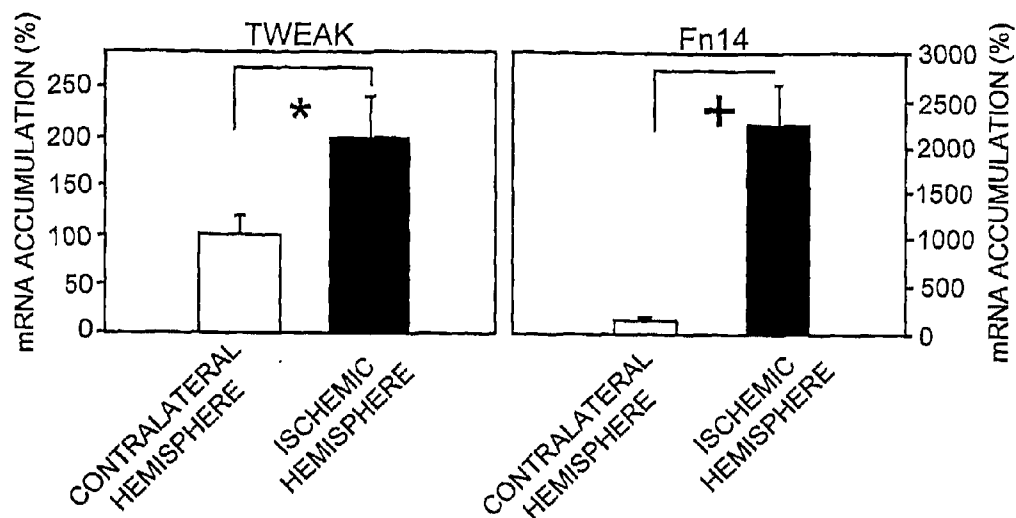 TWEAK
Fn14
mRNA ACCUMULATION (%)
250
200
150
100
50
0
*
+
3000
2500
2000
1500
1000
500
0
mRNA ACCUMULATION (%)
CONTRALATERAL
HEMISPHERE
ISCHEMIC
HEMISPHERE
CONTRALATERAL
HEMISPHERE
ISCHEMIC
HEMISPHERE